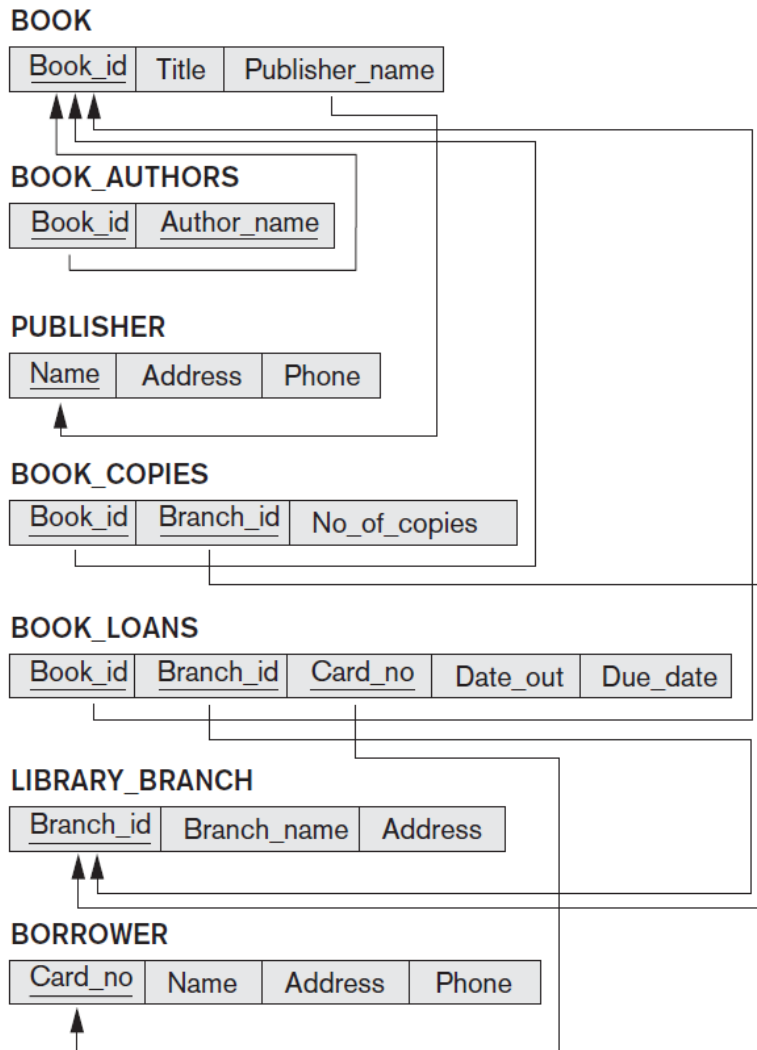 BOOK
Book_id Title Publisher_name
BOOK_AUTHORS
Book_id Author_name
PUBLISHER
Name Address Phone
BOOK_COPIES
Book_id Branch_id No_of_copies
BOOK_LOANS
Book_id Branch_id Card_no Date_out Due_date
LIBRARY_BRANCH
Branch_id Branch_name Address
BORROWER
Card_no Name Address Phone